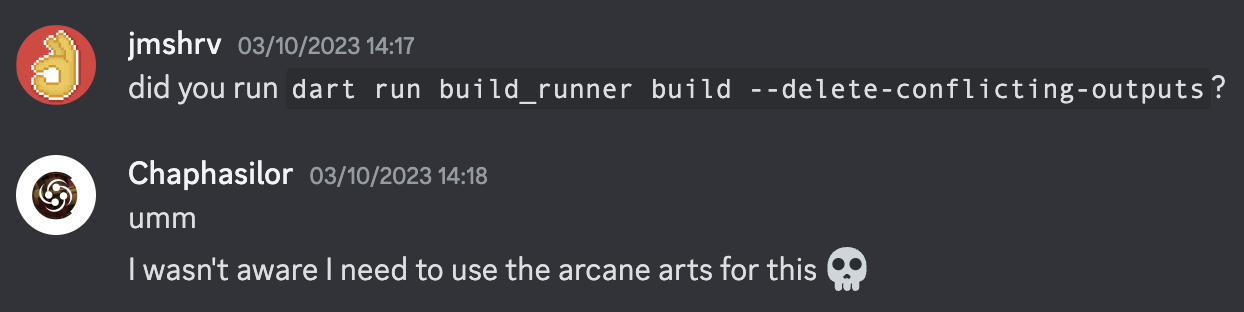 jmshrv 03/10/2023 14:17
did you run dart run build_runner build --delete-conflicting-outputs?
Chaphasilor 03/10/2023 14:18
umm
I wasn't aware I need to use the arcane arts for this 💀